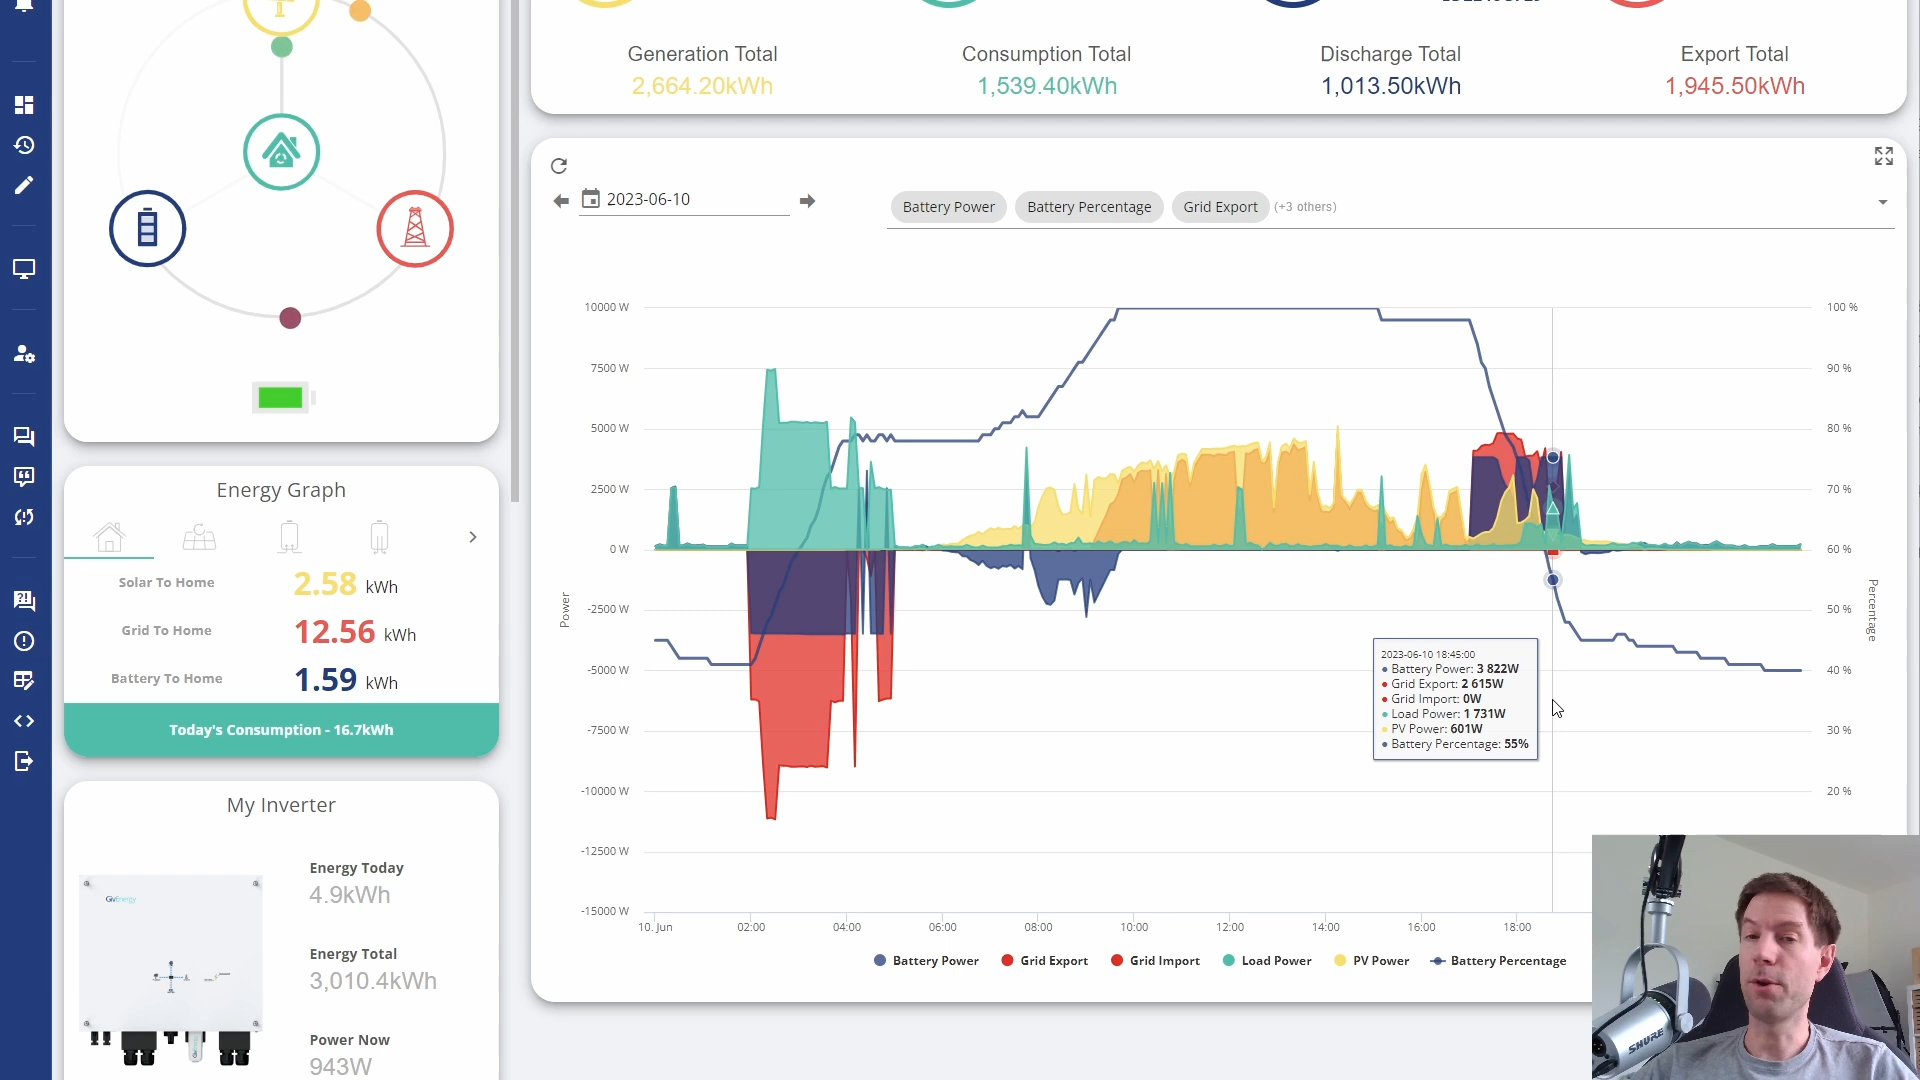 Generation Total
2,664.20kWh
Consumption Total
1,539.40kWh
Discharge Total
1,013.50kWh
Export Total
1,945.50kWh
2023-06-10
Battery Power
Battery Percentage
Grid Export
(+3 others)
10000 W
7500 W
5000 W
2500 W
0 W
-2500 W
-5000 W
-7500 W
-10000 W
-12500 W
-15000 W
Power
100 %
90 %
80 %
70 %
60 %
50 %
40 %
30 %
20 %
Percentage
2023-06-10 18:45:00
Battery Power: 3 822W
Grid Export: 2 615W
Grid Import: 0W
Load Power: 1 731W
PV Power: 601W
Battery Percentage: 55%
10. Jun
02:00
04:00
06:00
08:00
10:00
12:00
14:00
16:00
18:00
Battery Power
Grid Export
Grid Import
Load Power
PV Power
Battery Percentage
Energy Graph
Solar To Home
2.58 kWh
Grid To Home
12.56 kWh
Battery To Home
1.59 kWh
Today's Consumption - 16.7kWh
My Inverter
GivEnergy
Energy Today
4.9kWh
Energy Total
3,010.4kWh
Power Now
943W
SHURE